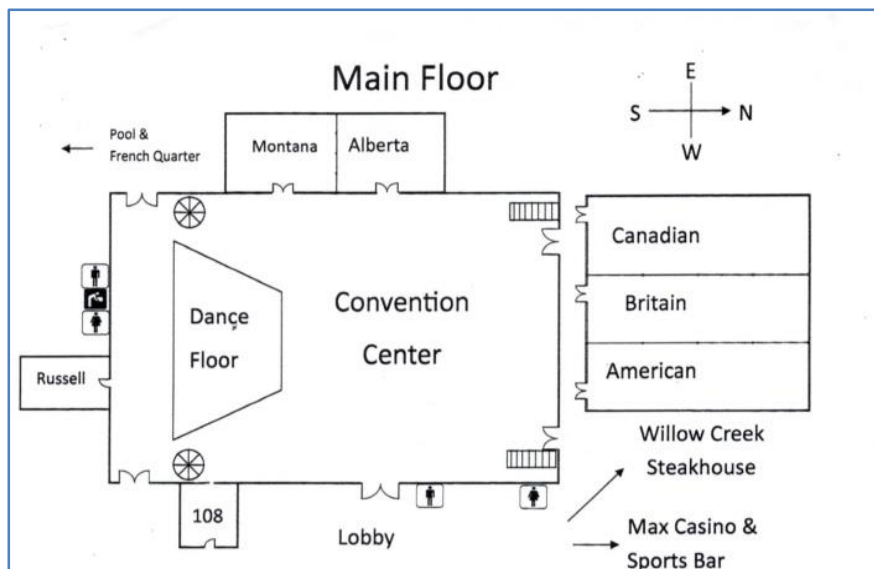 Main Floor
E
S N
W
Pool &
French Quarter
Montana
Alberta
Canadian
Britain
American
Convention
Center
Dance
Floor
Russell
108
Lobby
Willow Creek
Steakhouse
Max Casino &
Sports Bar